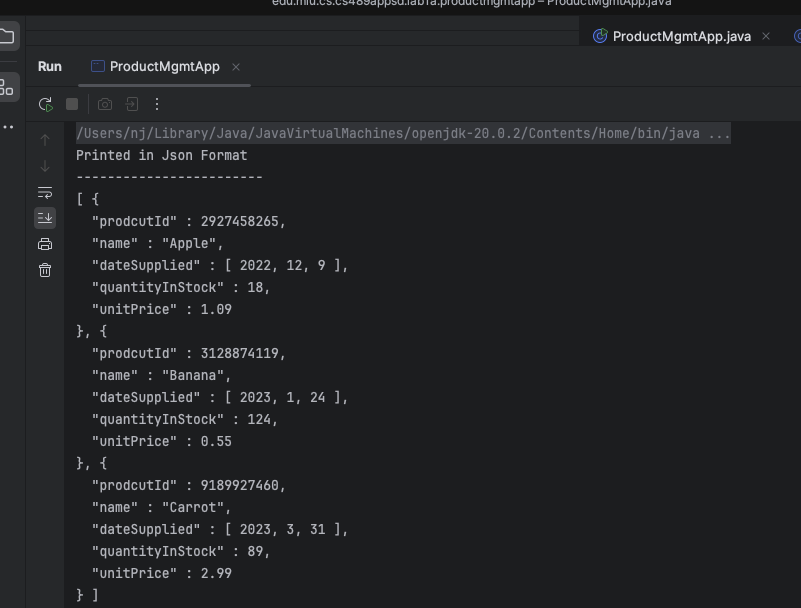 edu.miu.cs.cs489appsd.lab1a.productmgmtapp – ProductMgmtApp.java
ProductMgmtApp.java
Run
ProductMgmtApp
/Users/nj/Library/Java/JavaVirtualMachines/openjdk-20.0.2/Contents/Home/bin/java ...
Printed in Json Format
------------------------
[ {
"prodcutId" : 2927458265,
"name" : "Apple",
"dateSupplied" : [ 2022, 12, 9 ],
"quantityInStock" : 18,
"unitPrice" : 1.09
}, {
"prodcutId" : 3128874119,
"name" : "Banana",
"dateSupplied" : [ 2023, 1, 24 ],
"quantityInStock" : 124,
"unitPrice" : 0.55
}, {
"prodcutId" : 9189927460,
"name" : "Carrot",
"dateSupplied" : [ 2023, 3, 31 ],
"quantityInStock" : 89,
"unitPrice" : 2.99
} ]